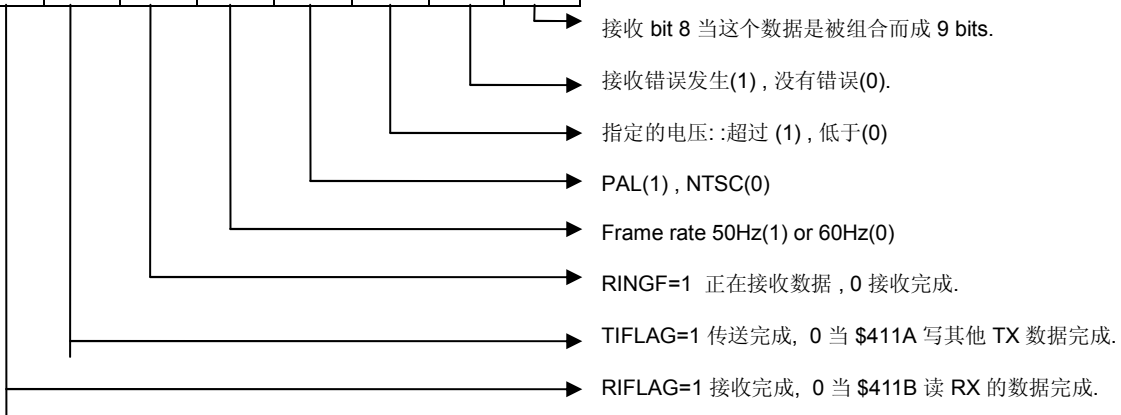 接收 bit 8 当这个数据是被组合而成 9 bits.
接收错误发生(1) , 没有错误(0).
指定的电压: :超过 (1) , 低于(0)
PAL(1) , NTSC(0)
Frame rate 50Hz(1) or 60Hz(0)
RINGF=1 正在接收数据 , 0 接收完成.
TIFLAG=1 传送完成, 0 当 $411A 写其他 TX 数据完成.
RIFLAG=1 接收完成, 0 当 $411B 读 RX 的数据完成.